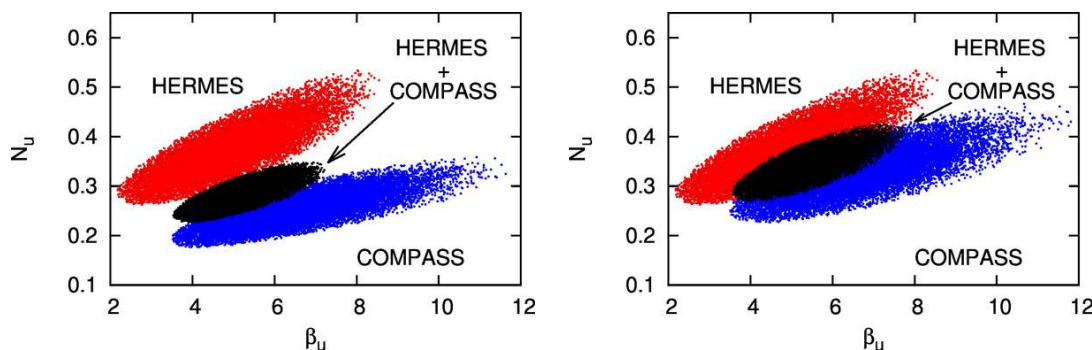 0.6
0.5
0.4
0.3
0.2
0.1
N_u
HERMES
HERMES
+
COMPASS
COMPASS
2 4 6 8 10 12
β_u
0.6
0.5
0.4
0.3
0.2
0.1
N_u
HERMES
HERMES
+
COMPASS
COMPASS
2 4 6 8 10 12
β_u